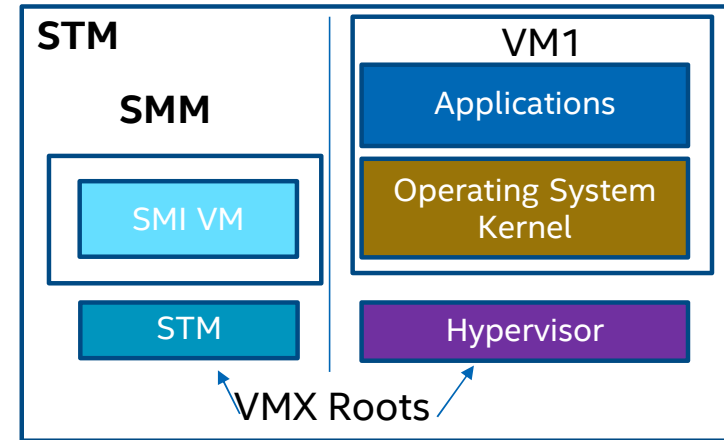 STM
SMM
SMI VM
STM
VM1
Applications
Operating System
Kernel
Hypervisor
VMX Roots